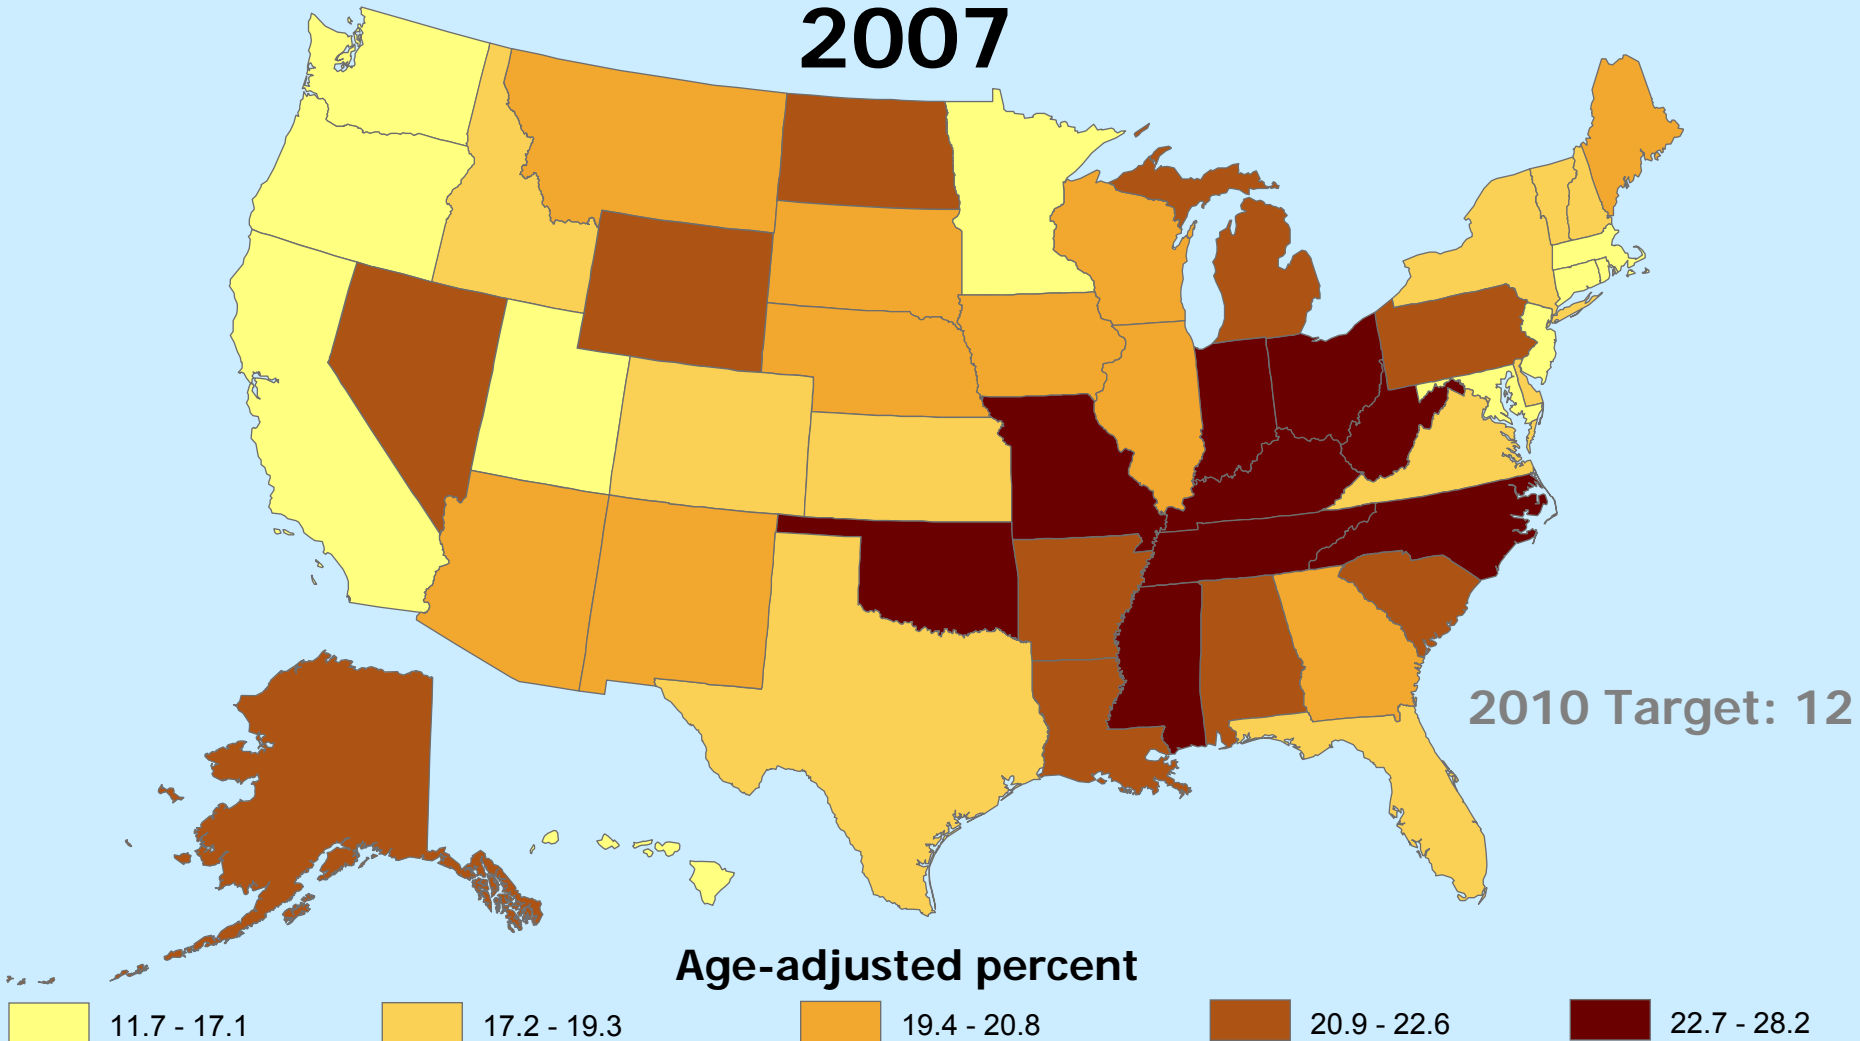 2007
2010 Target: 12
Age-adjusted percent
11.7 - 17.1
17.2 - 19.3
19.4 - 20.8
20.9 - 22.6
22.7 - 28.2